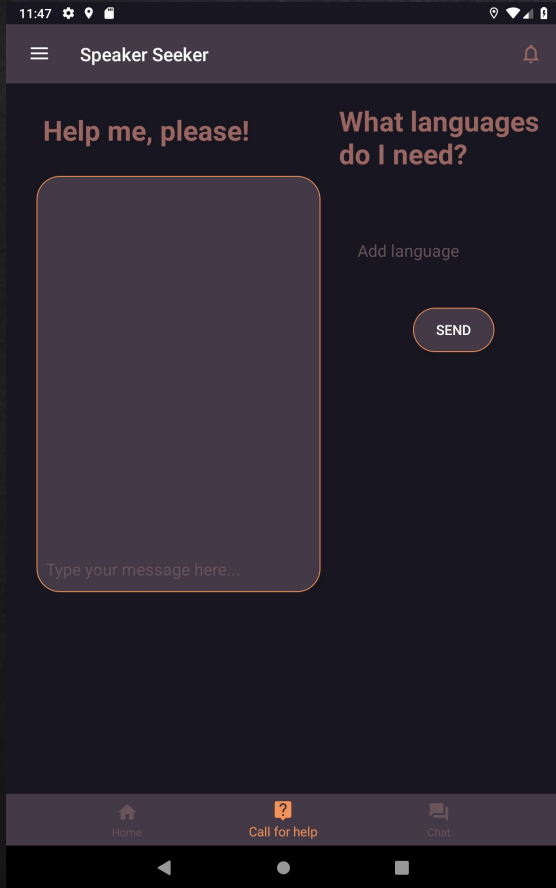 11:47
Speaker Seeker
Help me, please!
What languages
do I need?
Add language
SEND
Type your message here...
Home
Call for help
Chat